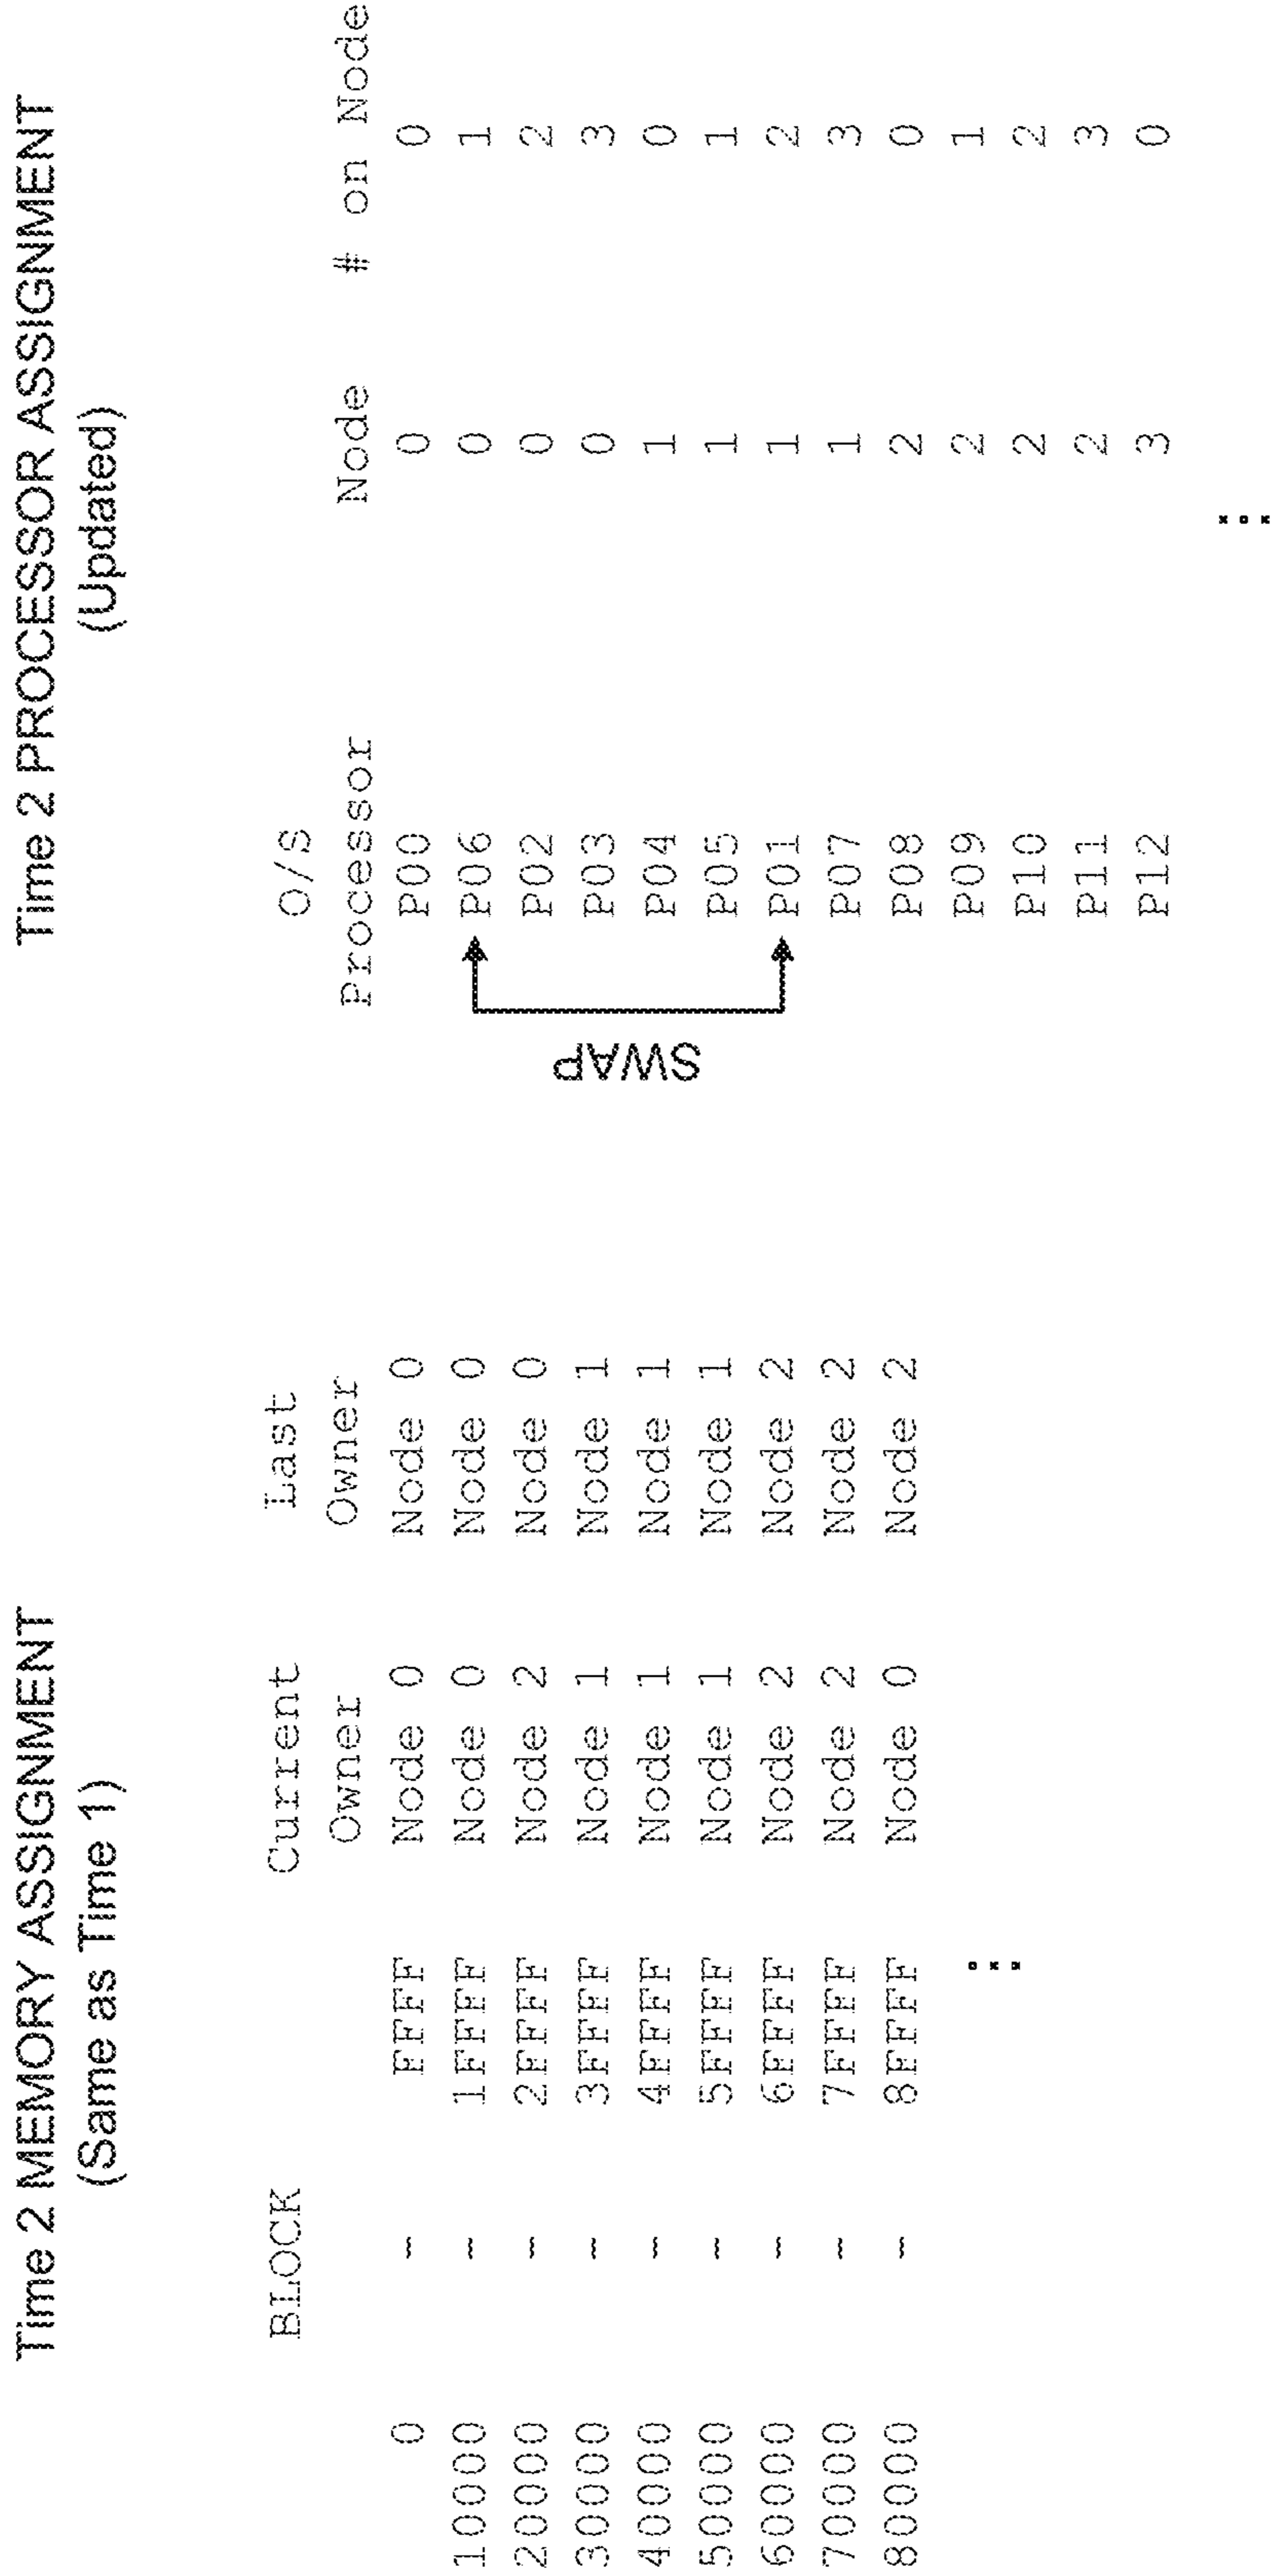 Time 2 MEMORY ASSIGNMENT
(Same as Time 1)
BLOCK Current Last
Owner Owner
0 - FFFF Node 0 Node 0
10000 - 1FFFF Node 0 Node 0
20000 - 2FFFF Node 2 Node 0
30000 - 3FFFF Node 1 Node 1
40000 - 4FFFF Node 1 Node 1
50000 - 5FFFF Node 1 Node 1
60000 - 6FFFF Node 2 Node 2
70000 - 7FFFF Node 2 Node 2
80000 - 8FFFF Node 0 Node 2
...
Time 2 PROCESSOR ASSIGNMENT
(Updated)
O/S
Processor Node # on Node
P00 0 0
P06 0 1
P02 0 2
P03 0 3
P04 1 0
P05 1 1
P01 1 2
P07 1 3
P08 2 0
P09 2 1
P10 2 2
P11 2 3
P12 3 0
...
SWAP